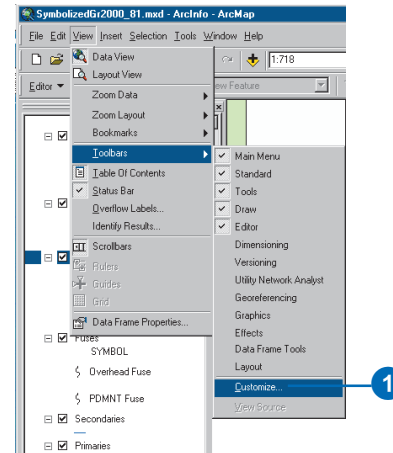 SymbolizedGr2000_81.mxd - ArcInfo - ArcMap
File Edit View Insert Selection Tools Window Help
1:718
Editor
Data View
Layout View
Zoom Data
Zoom Layout
Bookmarks
Toolbars
Table Of Contents
Status Bar
Overflow Labels...
Identify Results...
Scrollbars
Rulers
Guides
Grid
Data Frame Properties...
Feature
Main Menu
Standard
Tools
Draw
Editor
Dimensioning
Versioning
Utility Network Analyst
Georeferencing
Graphics
Effects
Data Frame Tools
Layout
Customize...
View Source
1
Fuses
SYMBOL
Overhead Fuse
PDMNT Fuse
Secondaries
Primaries